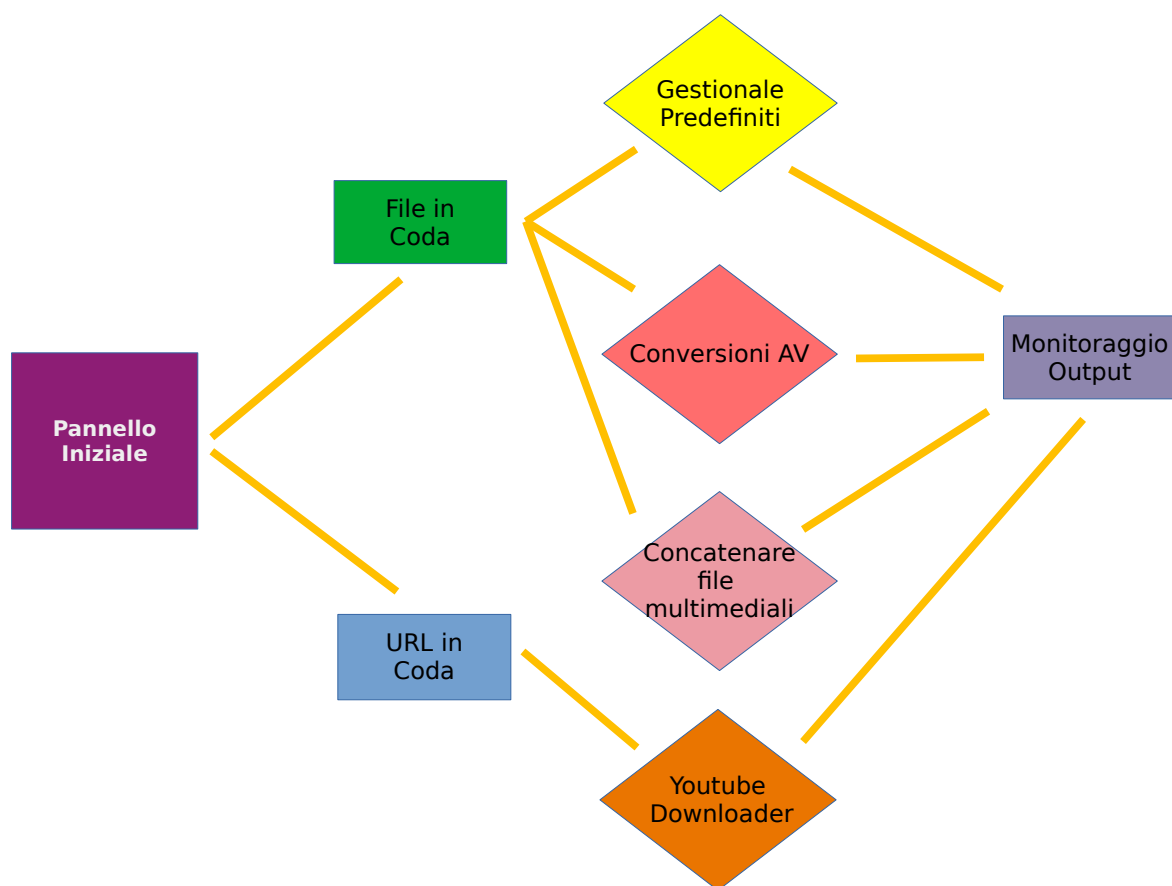 Gestionale
Predefiniti
File in
Coda
Conversioni AV
Monitoraggio
Output
Pannello
Iniziale
Concatenare
file
multimediali
URL in
Coda
Youtube
Downloader